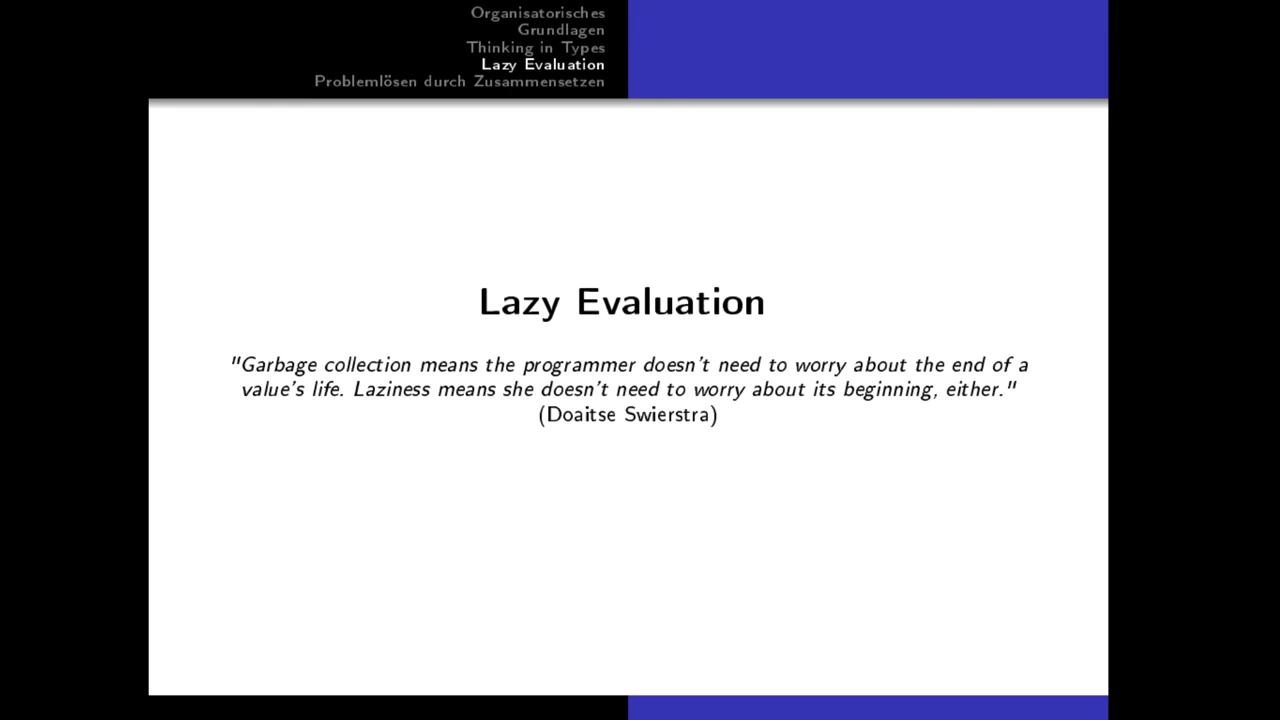 Organisatorisches
Grundlagen
Thinking in Types
Lazy Evaluation
Problemlösen durch Zusammensetzen
Lazy Evaluation
"Garbage collection means the programmer doesn't need to worry about the end of a
value's life. Laziness means she doesn't need to worry about its beginning, either."
(Doaitse Swierstra)